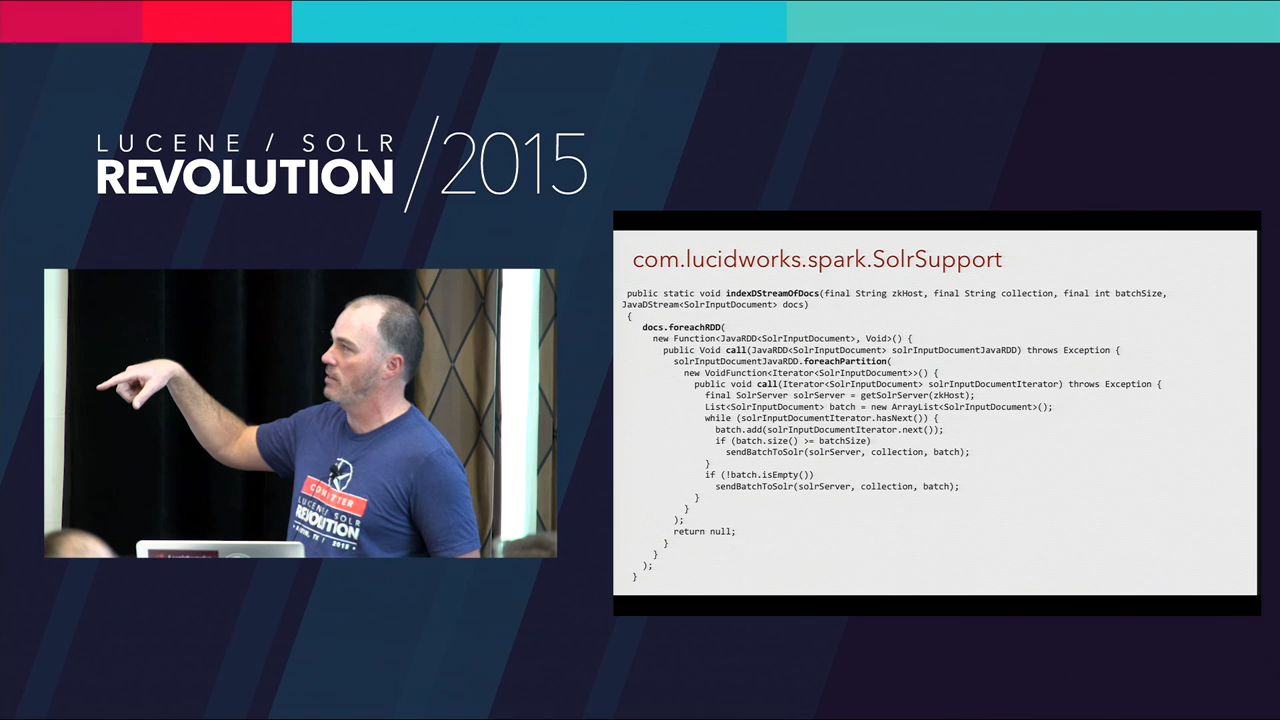 LUCENE / SOLR
REVOLUTION
/2015
com.lucidworks.spark.SolrSupport
public static void indexDStreamOfDocs(final String zkHost, final String collection, final int batchSize,
JavaDStream<SolrInputDocument> docs)
{
docs.foreachRDD(
new Function<JavaRDD<SolrInputDocument>, Void>() {
public Void call(JavaRDD<SolrInputDocument> solrInputDocumentJavaRDD) throws Exception {
solrInputDocumentJavaRDD.foreachPartition(
new VoidFunction<Iterator<SolrInputDocument>>() {
public void call(Iterator<SolrInputDocument> solrInputDocumentIterator) throws Exception {
final SolrServer solrServer = getSolrServer(zkHost);
List<SolrInputDocument> batch = new ArrayList<SolrInputDocument>();
while (solrInputDocumentIterator.hasNext()) {
batch.add(solrInputDocumentIterator.next());
if (batch.size() >= batchSize)
sendBatchToSolr(solrServer, collection, batch);
}
if (!batch.isEmpty())
sendBatchToSolr(solrServer, collection, batch);
}
}
);
return null;
}
}
);
}
COMMITTER
LUCENE/ SOLR
REVOLUTION